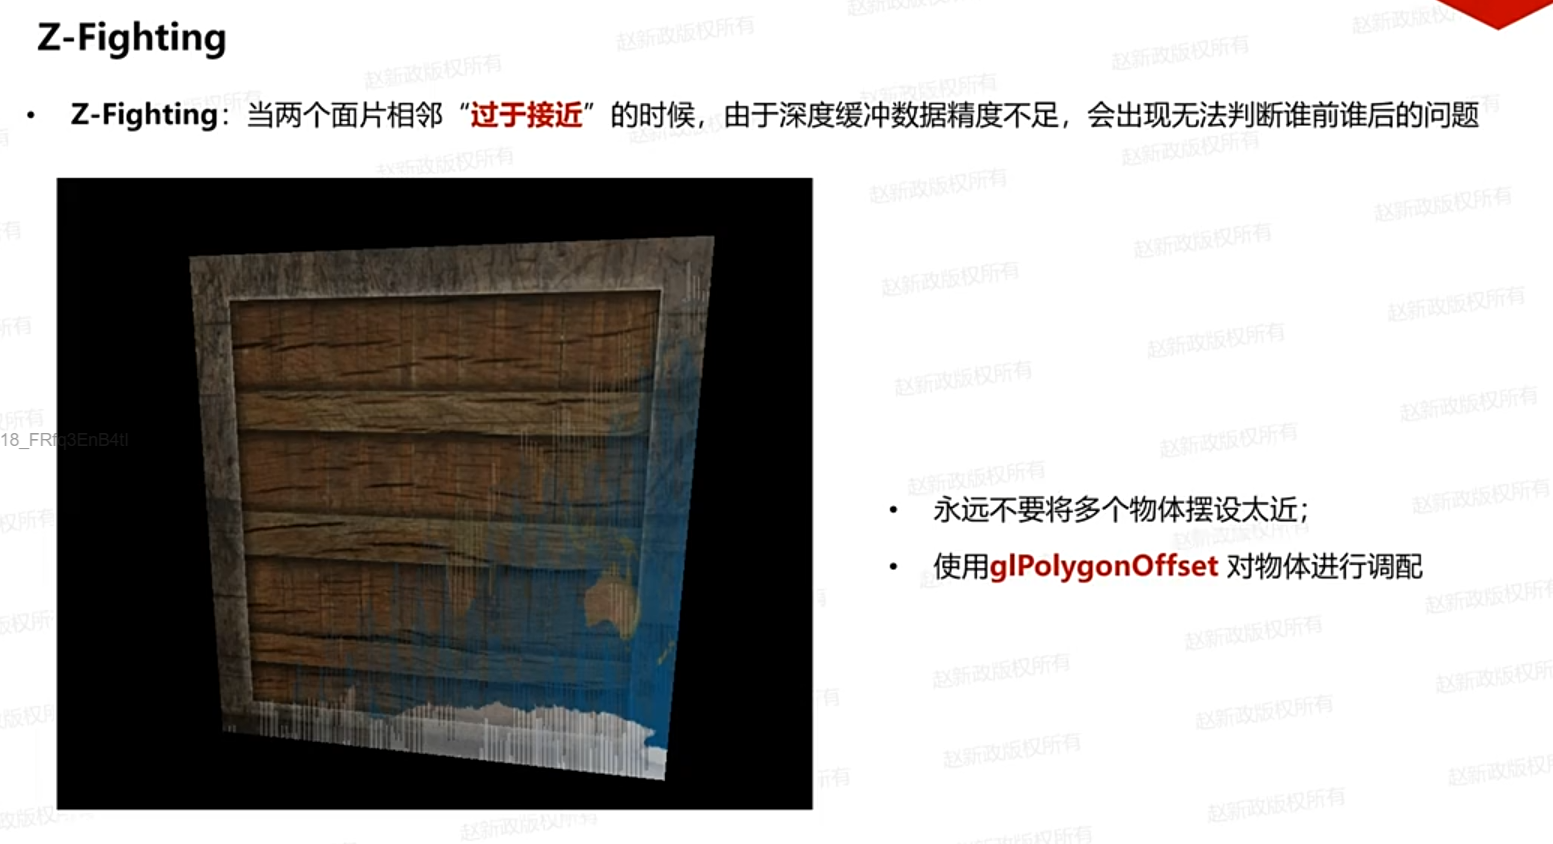 Z-Fighting
• Z-Fighting：当两个面片相邻“过于接近”的时候，由于深度缓冲数据精度不足，会出现无法判断谁前谁后的问题
18_FRfq3EnB4tl
• 永远不要将多个物体摆设太近；
• 使用glPolygonOffset 对物体进行调配
赵新政版权所有